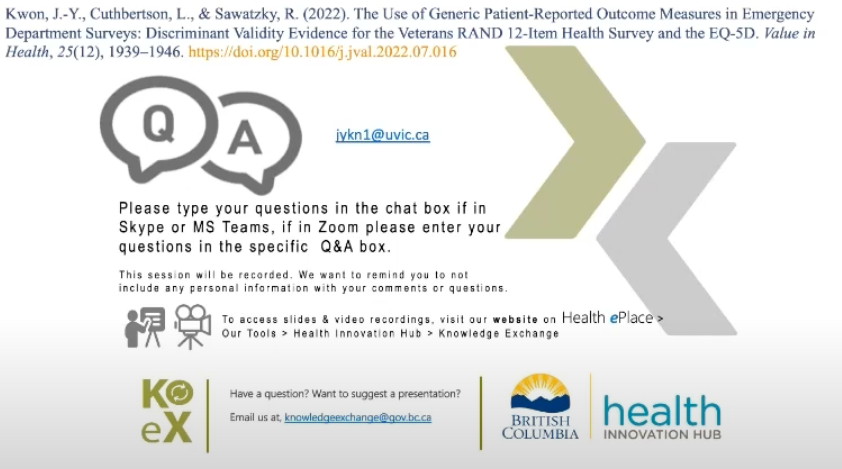 Kwon, J.-Y., Cuthbertson, L., & Sawatzky, R. (2022). The Use of Generic Patient-Reported Outcome Measures in Emergency
Department Surveys: Discriminant Validity Evidence for the Veterans RAND 12-Item Health Survey and the EQ-5D. Value in
Health, 25(12), 1939–1946. https://doi.org/10.1016/j.jval.2022.07.016
Q
A
jykn1@uvic.ca
Please type your questions in the chat box if in
Skype or MS Teams, if in Zoom please enter your
questions in the specific Q&A box.
This session will be recorded. We want to remind you to not
include any personal information with your comments or questions.
To access slides & video recordings, visit our website on Health ePlace >
Our Tools > Health Innovation Hub > Knowledge Exchange
KO
eX
Have a question? Want to suggest a presentation?
Email us at, knowledgeexchange@gov.bc.ca
BRITISH
COLUMBIA
health
INNOVATION HUB